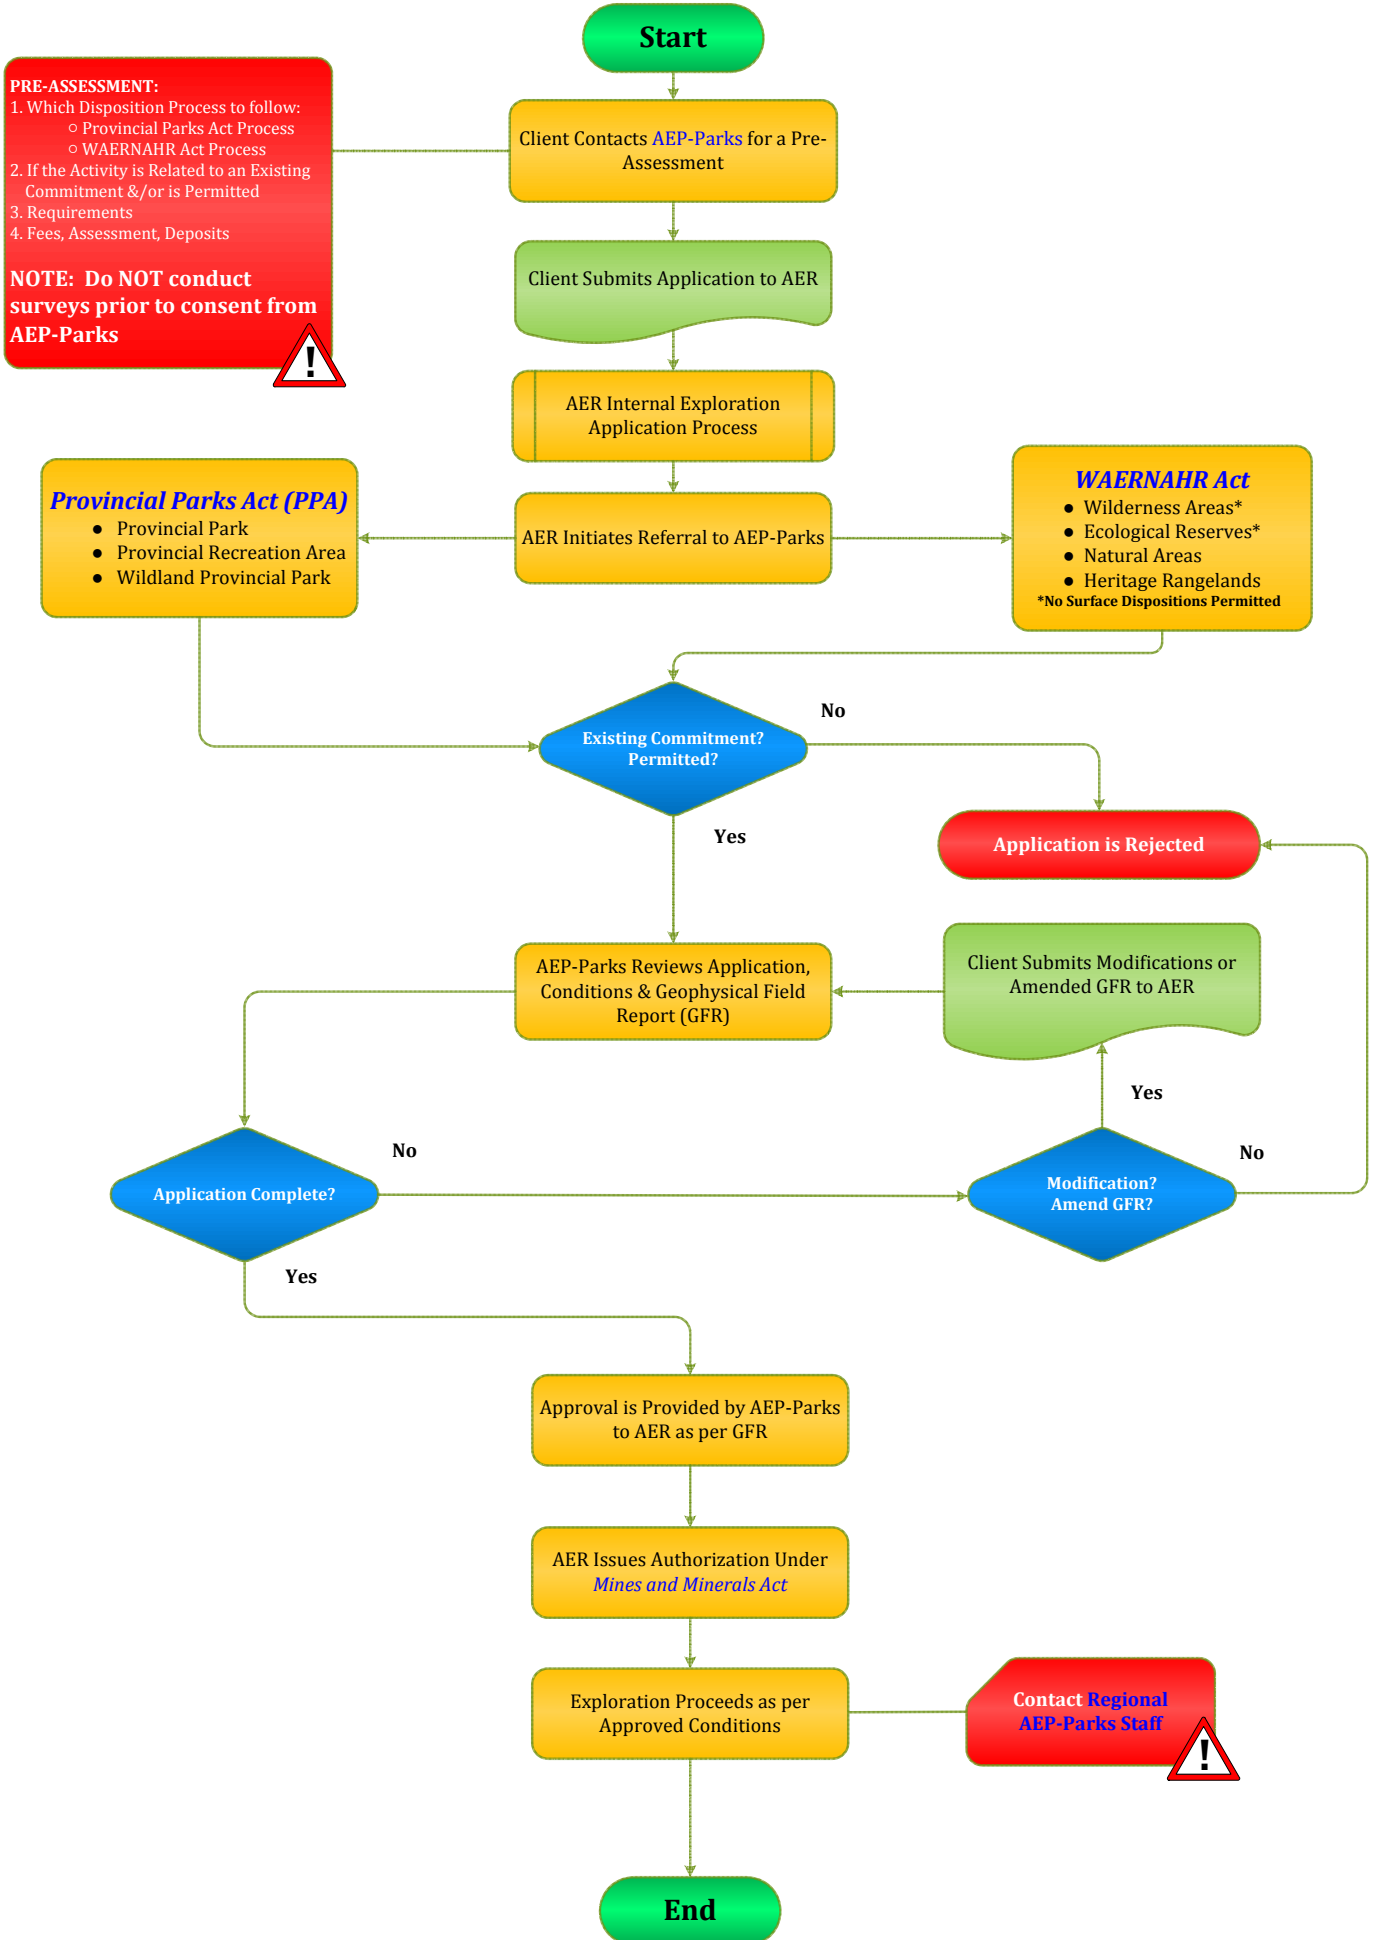 Start
PRE-ASSESSMENT:
1. Which Disposition Process to follow:
○ Provincial Parks Act Process
○ WAERNAHR Act Process
2. If the Activity is Related to an Existing
Commitment &/or is Permitted
3. Requirements
4. Fees, Assessment, Deposits
NOTE:  Do NOT conduct
surveys prior to consent from
AEP-Parks
!
Client Contacts AEP-Parks for a Pre-
Assessment
Client Submits Application to AER
AER Internal Exploration
Application Process
Provincial Parks Act (PPA)
● Provincial Park
● Provincial Recreation Area
● Wildland Provincial Park
AER Initiates Referral to AEP-Parks
WAERNAHR Act
● Wilderness Areas*
● Ecological Reserves*
● Natural Areas
● Heritage Rangelands
*No Surface Dispositions Permitted
Existing Commitment?
Permitted?
No
Yes
Application is Rejected
AEP-Parks Reviews Application,
Conditions & Geophysical Field
Report (GFR)
Client Submits Modifications or
Amended GFR to AER
Yes
Application Complete?
No
Modification?
Amend GFR?
No
Yes
Approval is Provided by AEP-Parks
to AER as per GFR
AER Issues Authorization Under
Mines and Minerals Act
Exploration Proceeds as per
Approved Conditions
Contact Regional
AEP-Parks Staff
!
End